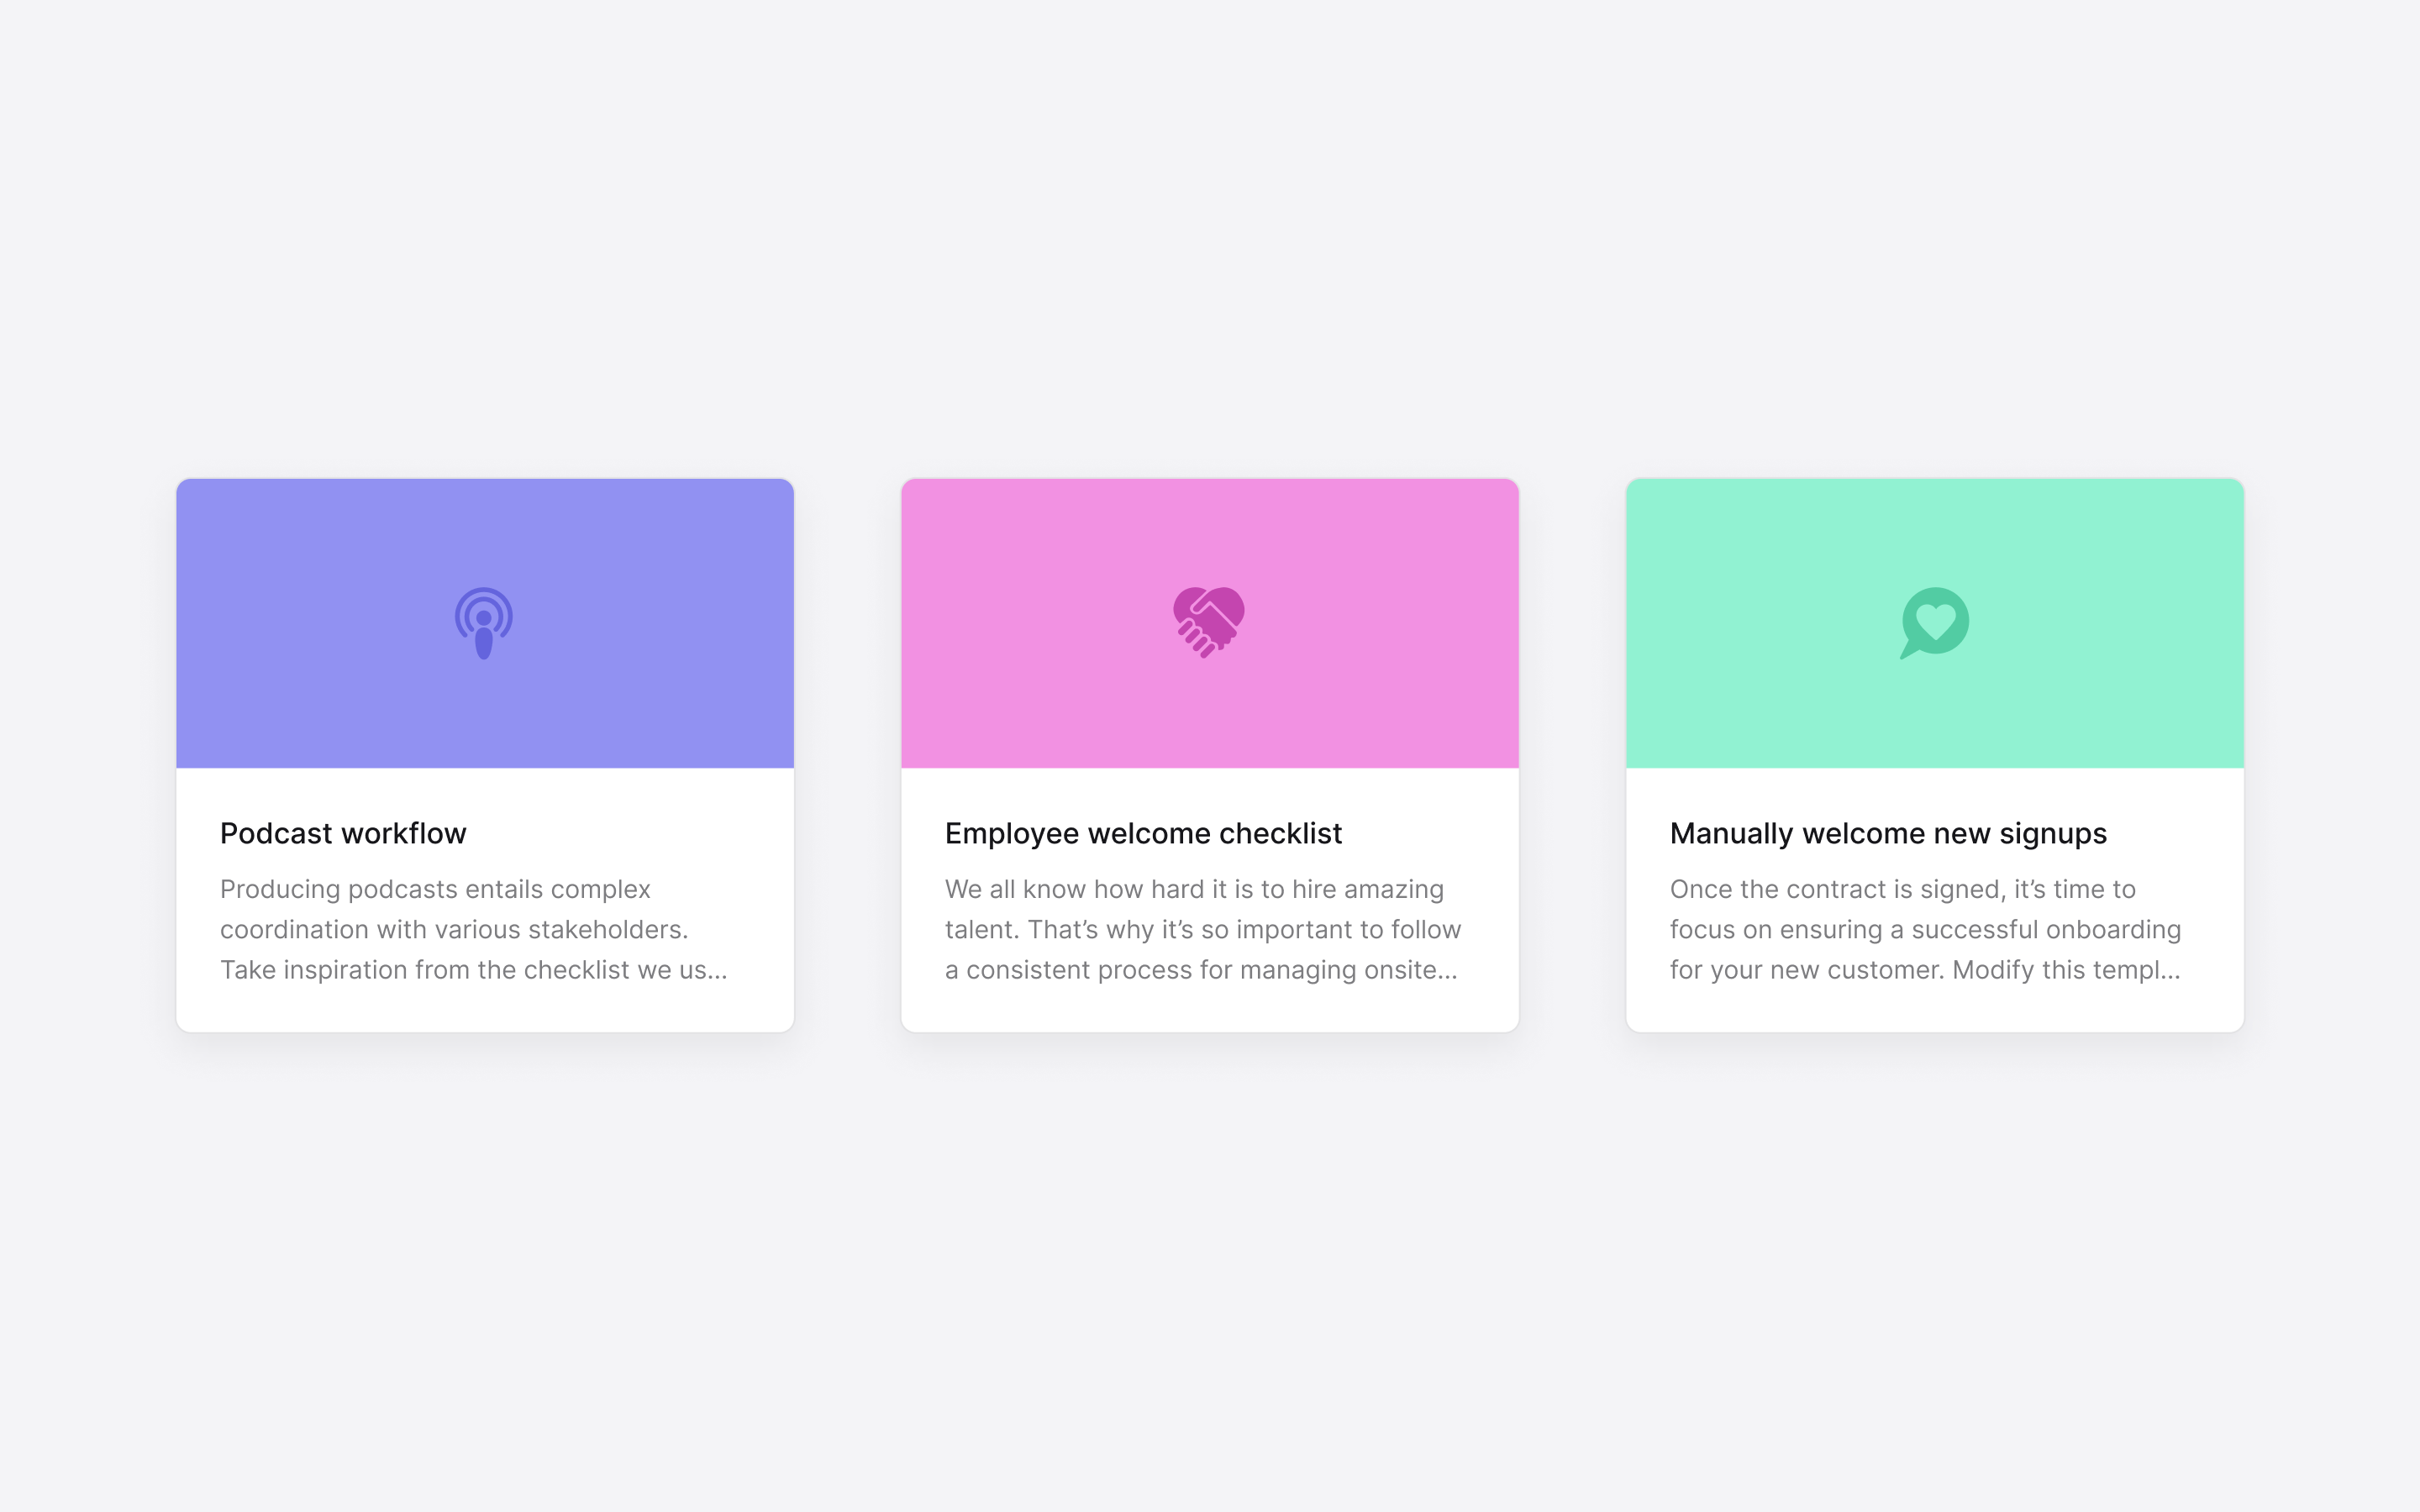 Podcast workflow
Producing podcasts entails complex
coordination with various stakeholders.
Take inspiration from the checklist we us...
Employee welcome checklist
We all know how hard it is to hire amazing
talent. That’s why it’s so important to follow
a consistent process for managing onsite...
Manually welcome new signups
Once the contract is signed, it’s time to
focus on ensuring a successful onboarding
for your new customer. Modify this templ...